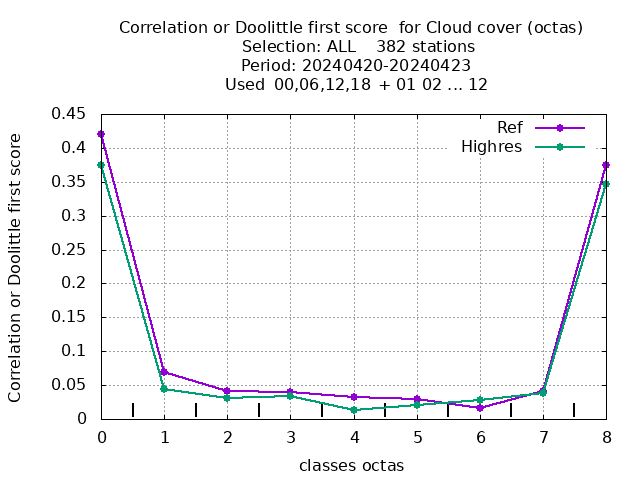 Correlation or Doolittle first score  for Cloud cover (octas)
Selection: ALL    382 stations
Period: 20240420-20240423
Used  00,06,12,18 + 01 02 ... 12
Correlation or Doolittle first score
0.45
0.4
0.35
0.3
0.25
0.2
0.15
0.1
0.05
0
Ref
Highres
0 1 2 3 4 5 6 7 8
classes octas